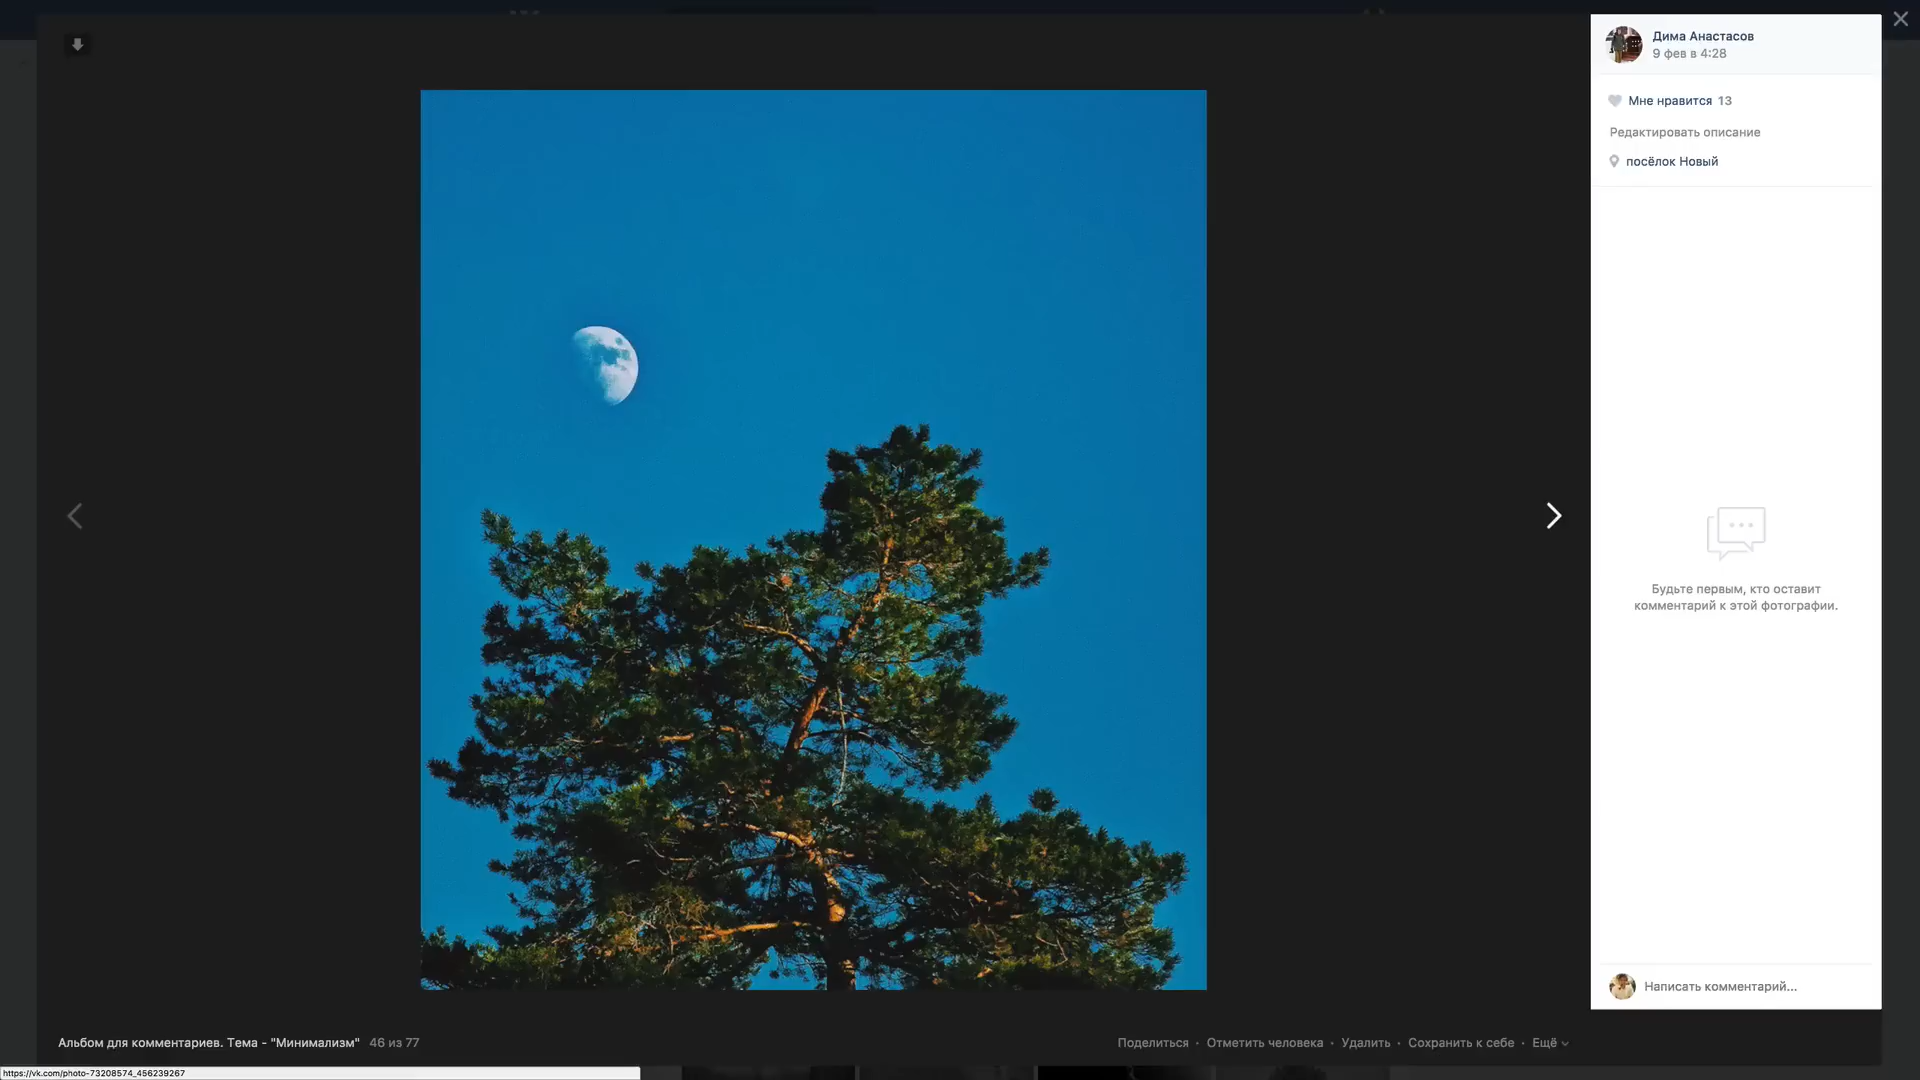 Дима Анастасов
9 фев в 4:28
Мне нравится 13
Редактировать описание
посёлок Новый
Будьте первым, кто оставит
комментарий к этой фотографии.
Написать комментарий...
Альбом для комментариев. Тема - "Минимализм" 46 из 77
Поделиться · Отметить человека · Удалить · Сохранить к себе · Ещё
https://vk.com/photo-73208574_456239267